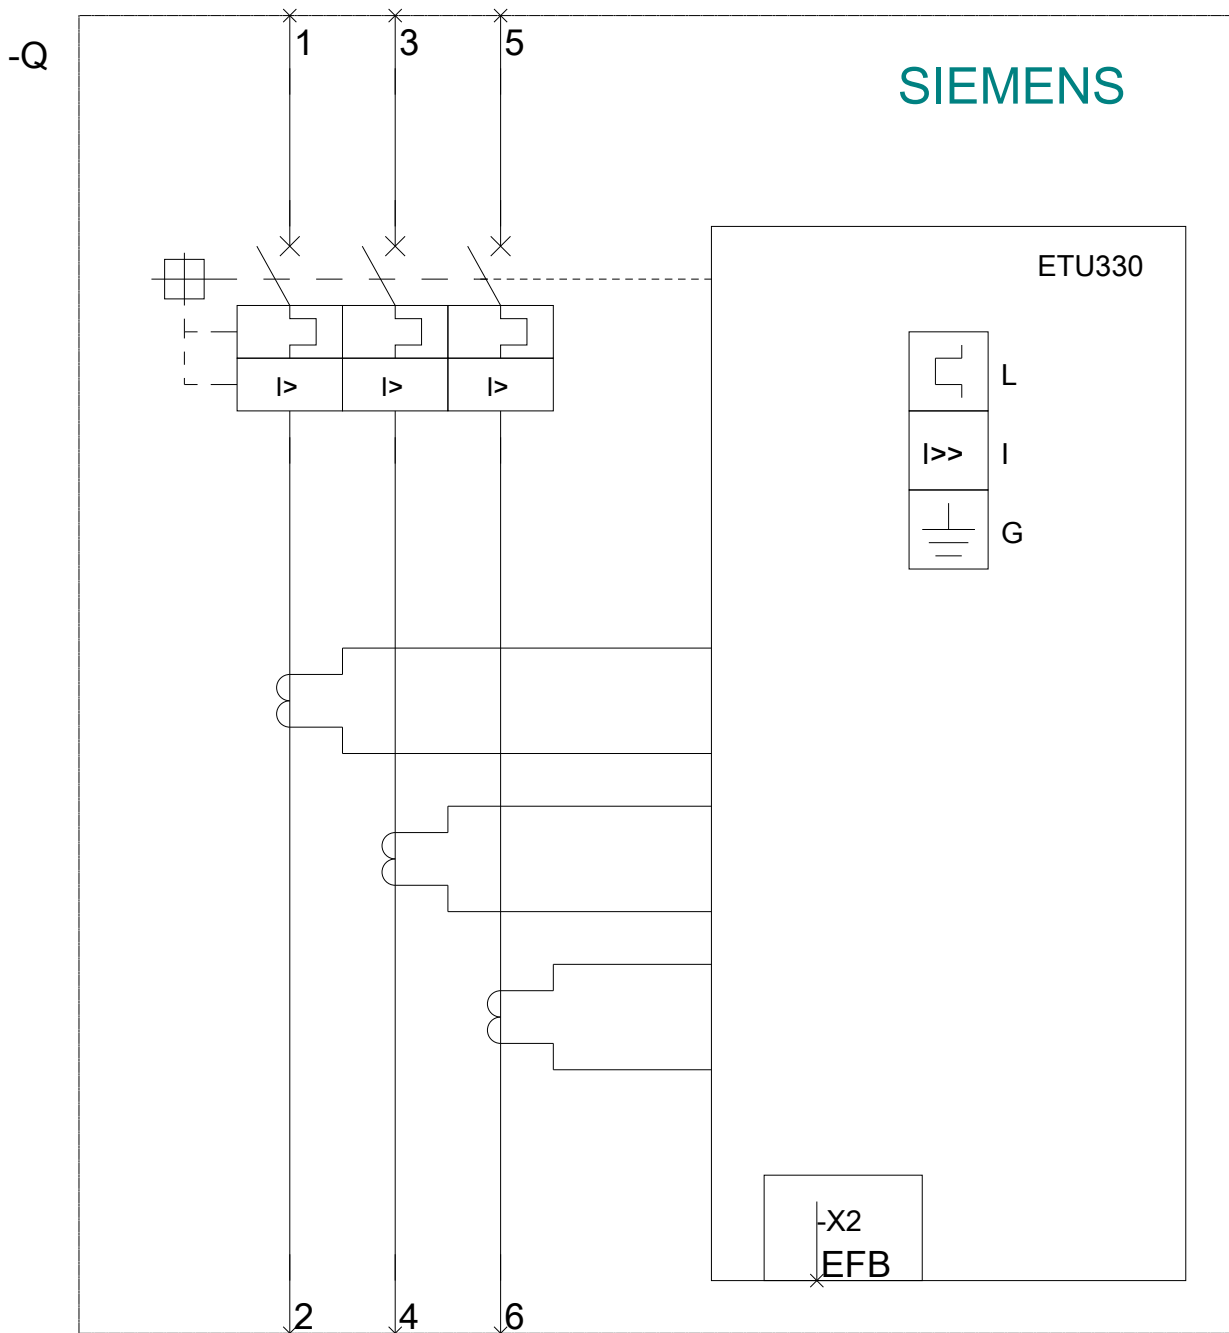 1 3 5
-Q
SIEMENS
ETU330
I> I> I>
L
I>> I
G
-X2
EFB
2 4 6